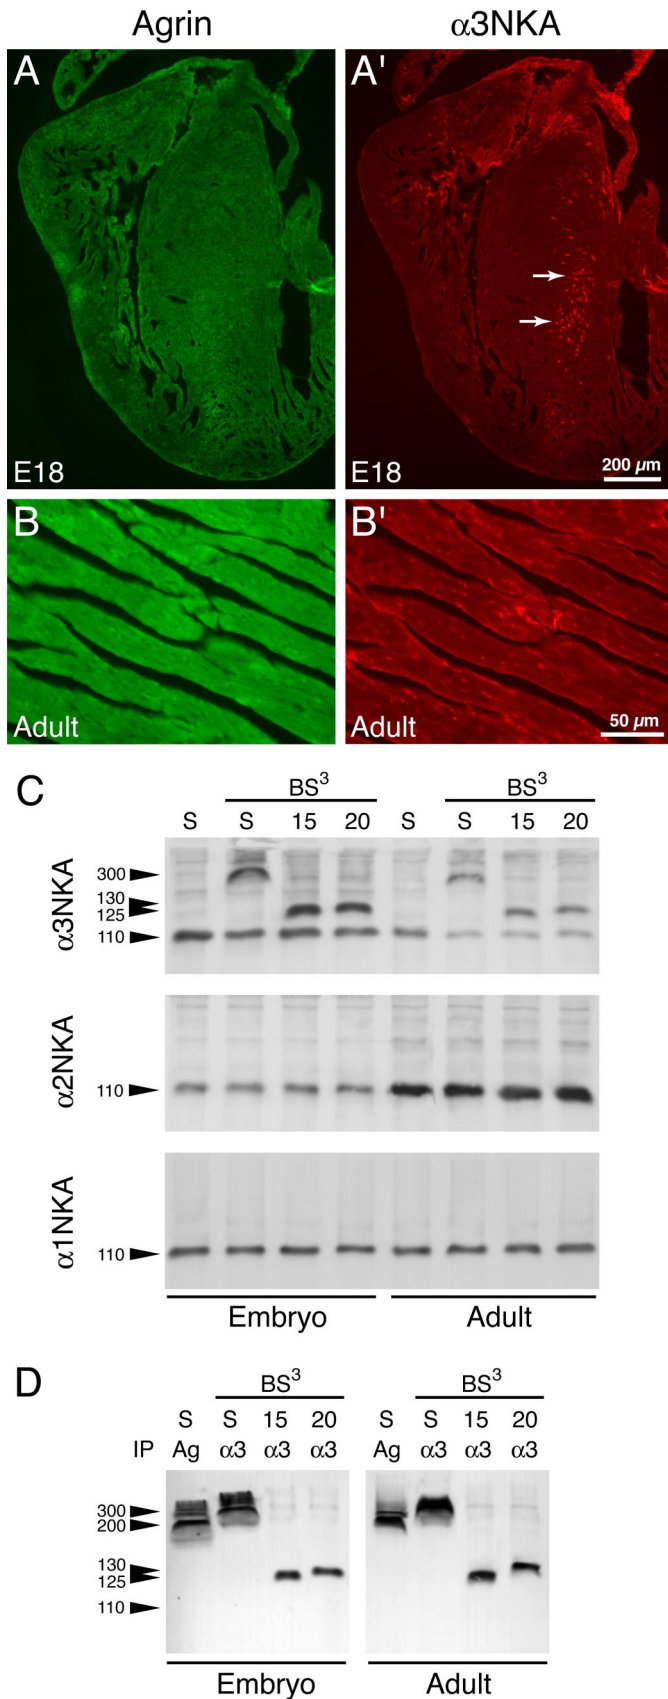 Agrin α3NKA
A A'
E18 E18 200 µm
B B'
Adult Adult 50 µm
C
BS³ BS³
S S 15 20 S S 15 20
α3NKA
300
130
125
110
α2NKA
110
α1NKA
110
Embryo Adult
D
BS³ BS³
S S 15 20 S S 15 20
IP Ag α3 α3 α3 Ag α3 α3 α3
300
200
130
125
110
Embryo Adult